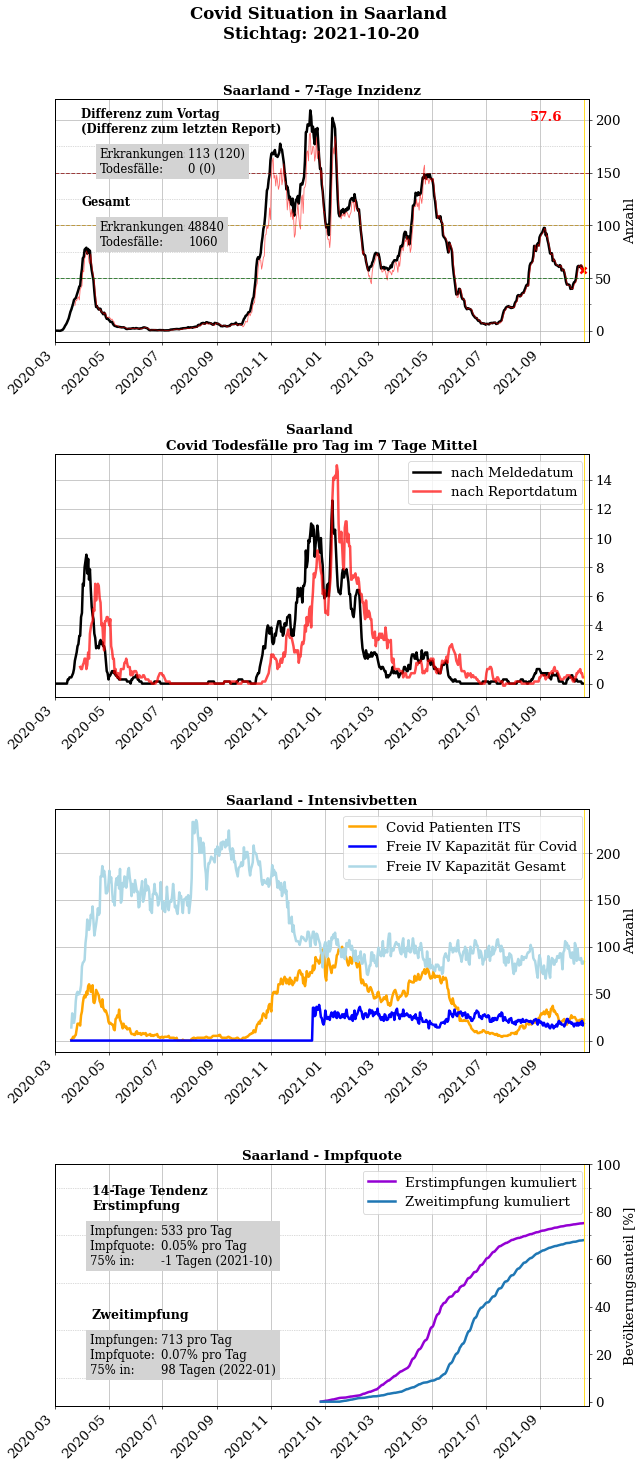 Covid Situation in Saarland
Stichtag: 2021-10-20
Saarland - 7-Tage Inzidenz
Differenz zum Vortag
(Differenz zum letzten Report)
Erkrankungen 113 (120)
Todesfälle: 0 (0)
Gesamt
Erkrankungen 48840
Todesfälle: 1060
57.6
200
150
100
50
0
Anzahl
2020-03
2020-05
2020-07
2020-09
2020-11
2021-01
2021-03
2021-05
2021-07
2021-09
Saarland
Covid Todesfälle pro Tag im 7 Tage Mittel
nach Meldedatum
nach Reportdatum
14
12
10
8
6
4
2
0
2020-03
2020-05
2020-07
2020-09
2020-11
2021-01
2021-03
2021-05
2021-07
2021-09
Saarland - Intensivbetten
Covid Patienten ITS
Freie IV Kapazität für Covid
Freie IV Kapazität Gesamt
200
150
100
50
0
Anzahl
2020-03
2020-05
2020-07
2020-09
2020-11
2021-01
2021-03
2021-05
2021-07
2021-09
Saarland - Impfquote
14-Tage Tendenz
Erstimpfung
Impfungen: 533 pro Tag
Impfquote: 0.05% pro Tag
75% in: -1 Tagen (2021-10)
Zweitimpfung
Impfungen: 713 pro Tag
Impfquote: 0.07% pro Tag
75% in: 98 Tagen (2022-01)
Erstimpfungen kumuliert
Zweitimpfung kumuliert
100
80
60
40
20
0
Bevölkerungsanteil [%]
2020-03
2020-05
2020-07
2020-09
2020-11
2021-01
2021-03
2021-05
2021-07
2021-09